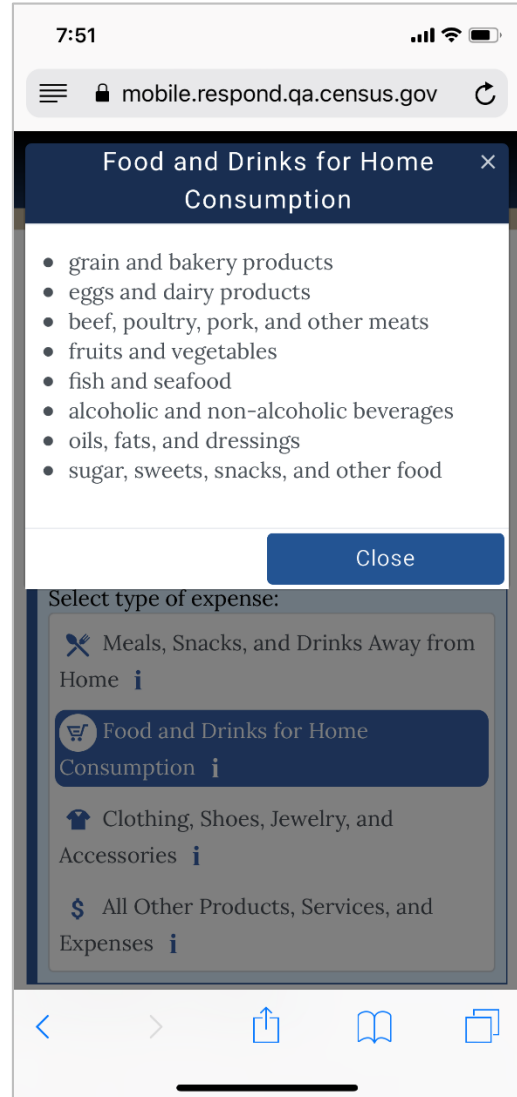 7:51
mobile.respond.qa.census.gov
Food and Drinks for Home
Consumption
×
• grain and bakery products
• eggs and dairy products
• beef, poultry, pork, and other meats
• fruits and vegetables
• fish and seafood
• alcoholic and non-alcoholic beverages
• oils, fats, and dressings
• sugar, sweets, snacks, and other food
Close
Select type of expense:
Meals, Snacks, and Drinks Away from
Home i
Food and Drinks for Home
Consumption i
Clothing, Shoes, Jewelry, and
Accessories i
$ All Other Products, Services, and
Expenses i